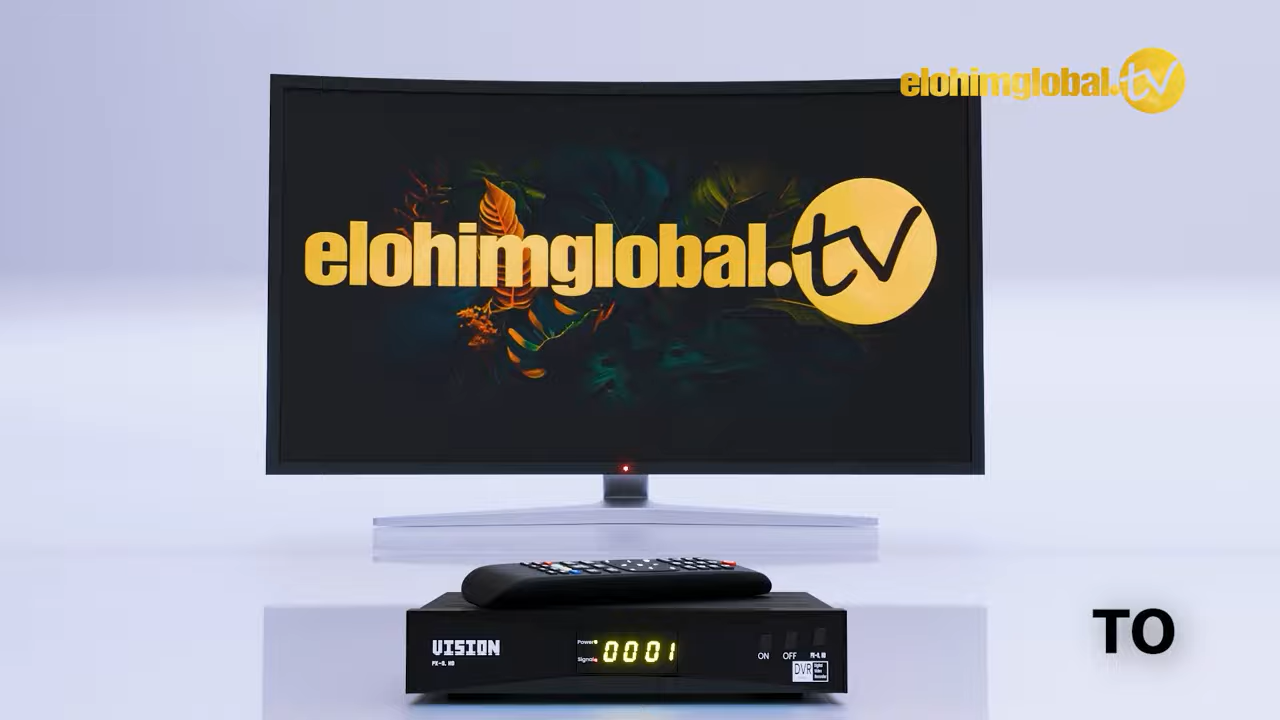 elohimglobal.tv
elohimglobal.tv
VISION
Power
Signal
0001
ON
OFF
DVR
TO